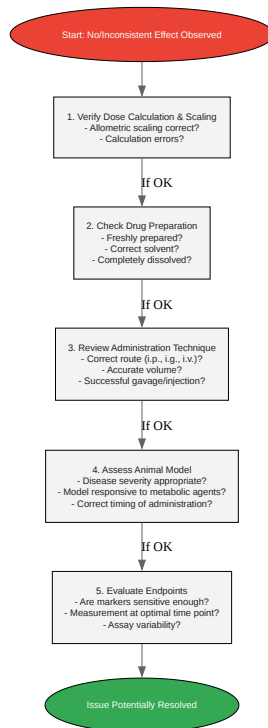 Start: No/Inconsistent Effect Observed
1. Verify Dose Calculation & Scaling
- Allometric scaling correct?
- Calculation errors?
If OK
2. Check Drug Preparation
- Freshly prepared?
- Correct solvent?
- Completely dissolved?
If OK
3. Review Administration Technique
- Correct route (i.p., i.g., i.v.)?
- Accurate volume?
- Successful gavage/injection?
If OK
4. Assess Animal Model
- Disease severity appropriate?
- Model responsive to metabolic agents?
- Correct timing of administration?
If OK
5. Evaluate Endpoints
- Are markers sensitive enough?
- Measurement at optimal time point?
- Assay variability?
Issue Potentially Resolved